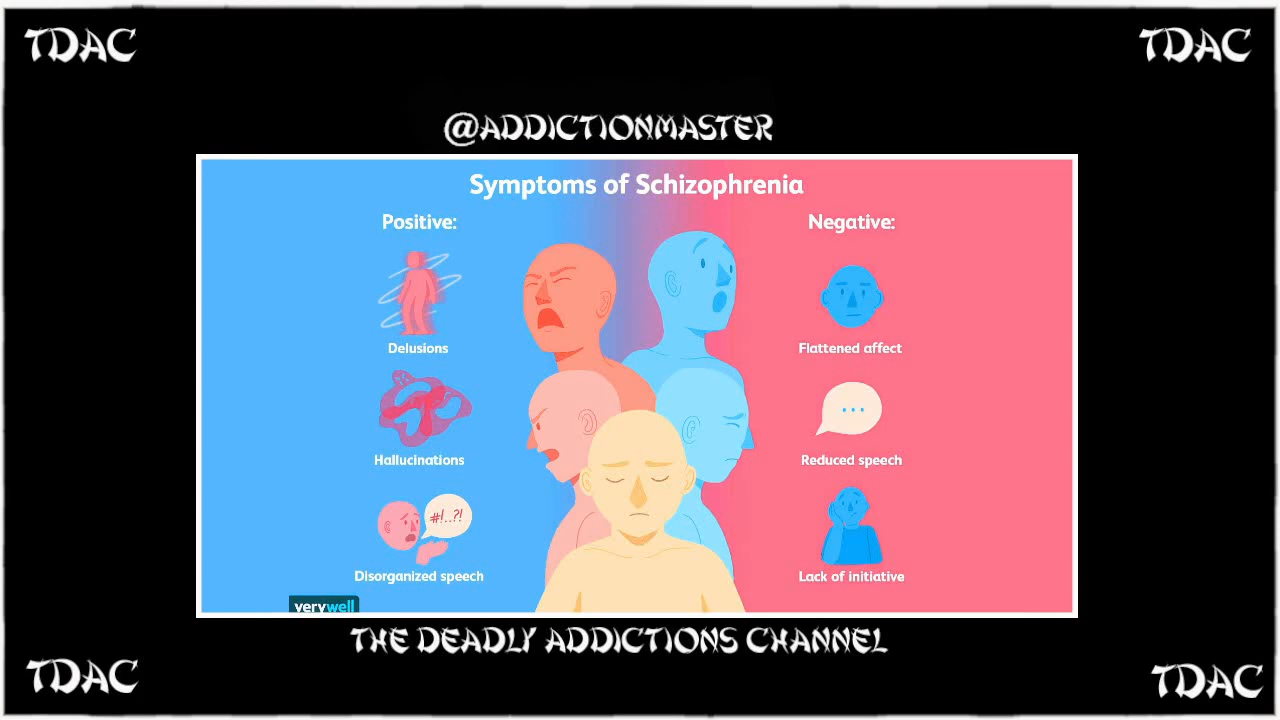 TDAC
TDAC
@ADDICTIONMASTER
Symptoms of Schizophrenia
Positive:
Negative:
Delusions
Flattened affect
Hallucinations
Reduced speech
#!..?!
Disorganized speech
Lack of initiative
verywell
THE DEADLY ADDICTIONS CHANNEL
TDAC
TDAC